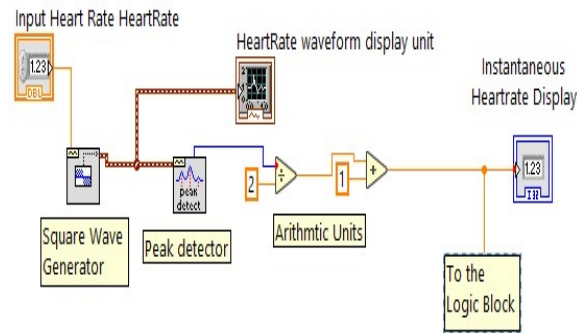 Input Heart Rate HeartRate
HeartRate waveform display unit
Instantaneous
Heartrate Display
1.23
DBL
peak
detect
2
÷
1
+
1.23
Square Wave
Generator
Peak detector
Arithmtic Units
To the
Logic Block